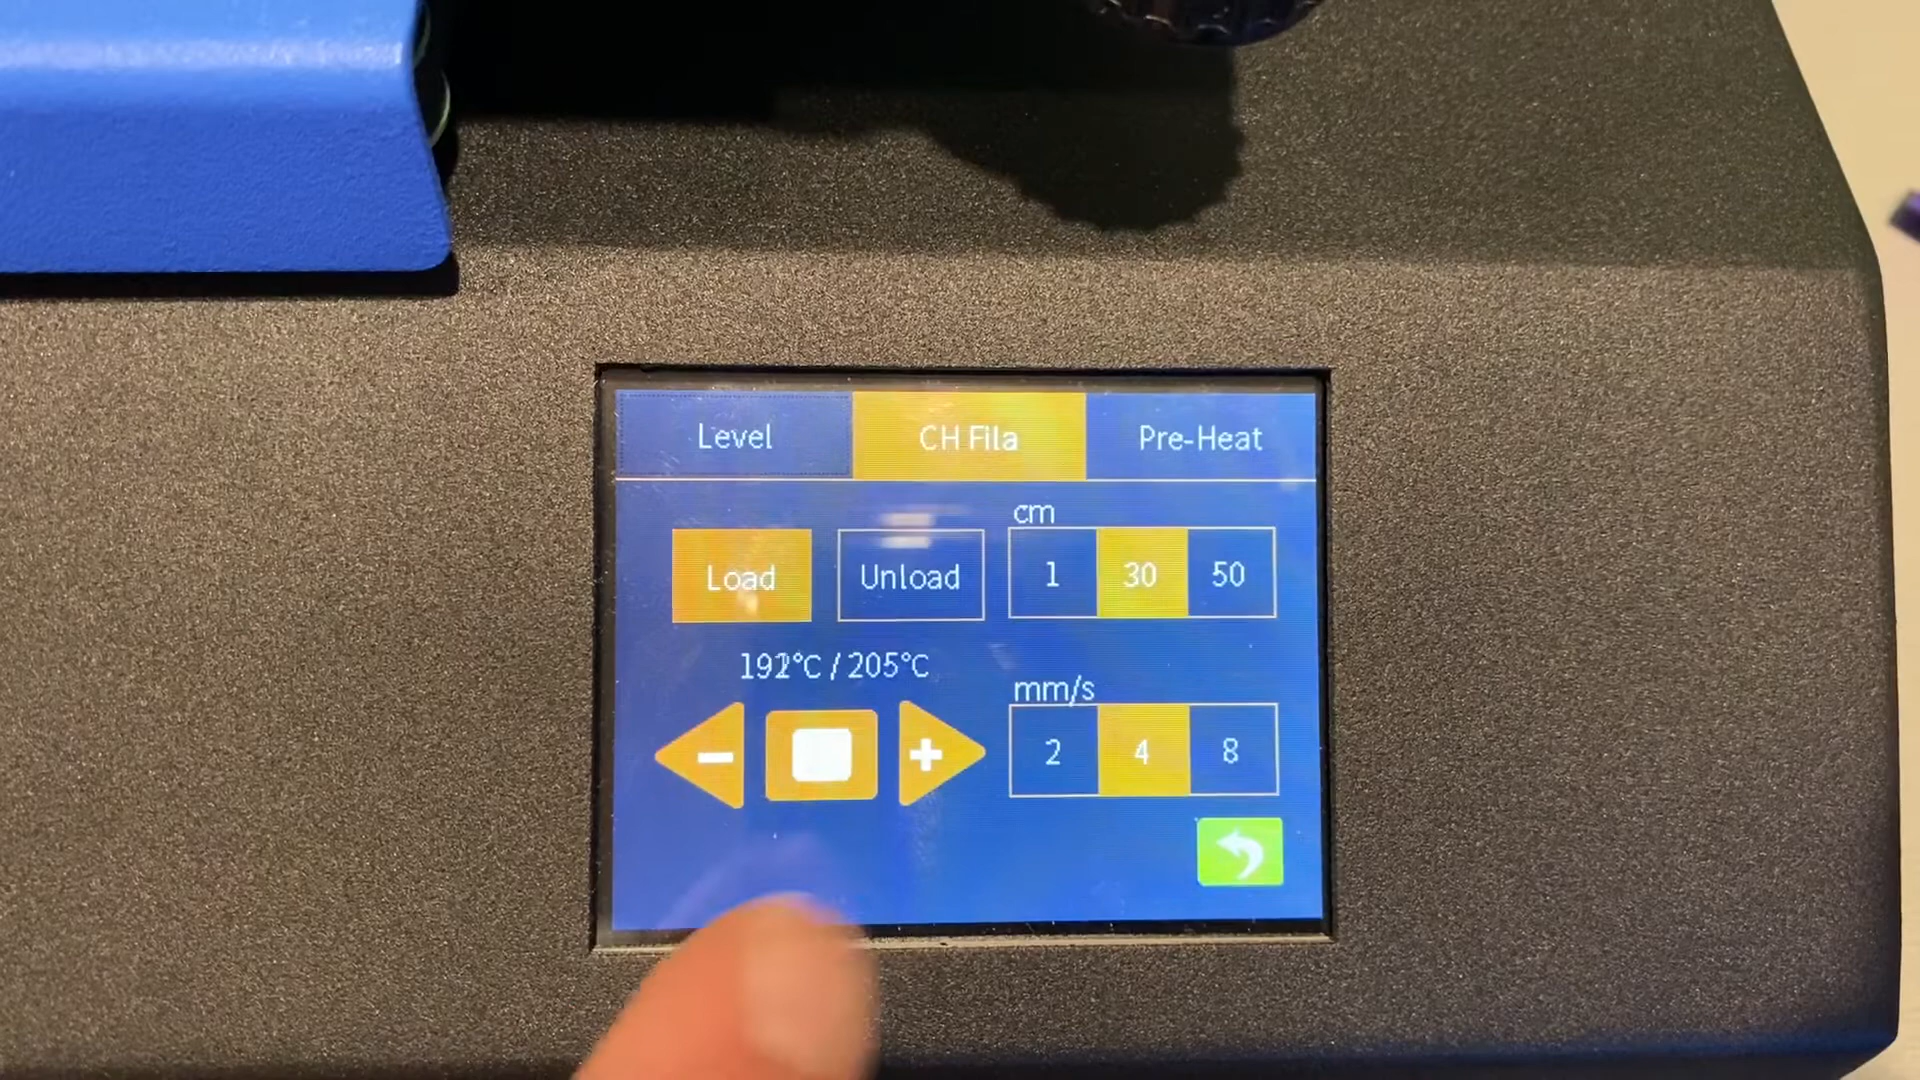 Level CH Fila Pre-Heat
cm
Load Unload 1 30 50
/ 205°C
mm/s
- +
2 4 8